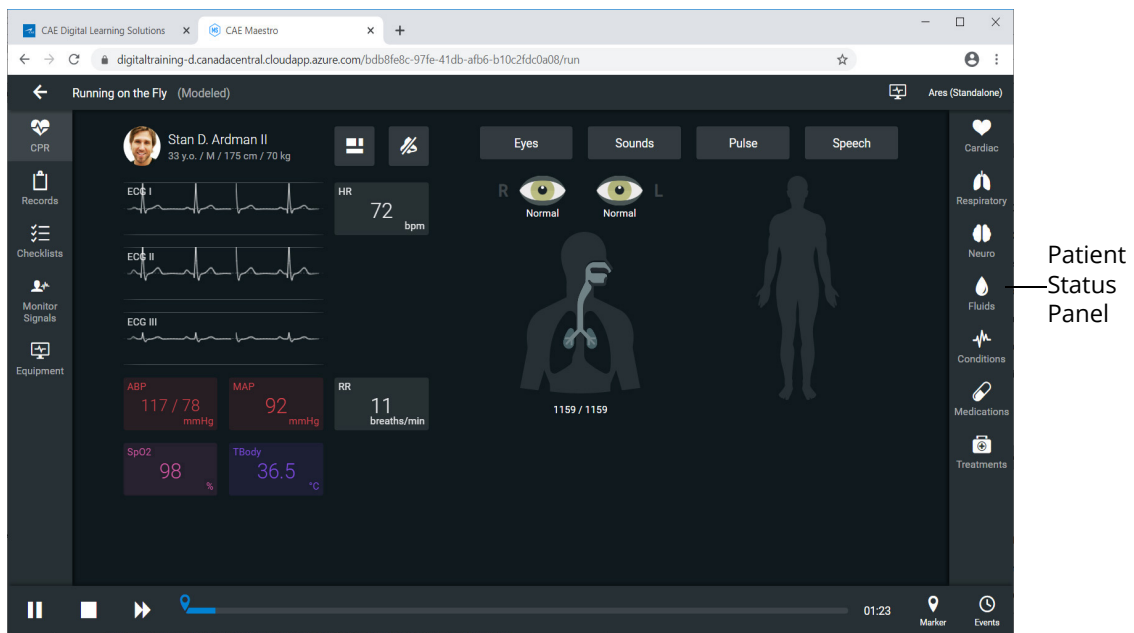 CAE Digital Learning Solutions
CAE Maestro
digitaltraining-d.canadacentral.cloudapp.azure.com/bdb8fe8c-97fe-41db-afb6-b10c2fdc0a08/run
Running on the Fly (Modeled)
Ares (Standalone)
CPR
Records
Checklists
Monitor
Signals
Equipment
Stan D. Ardman II
33 y.o. / M / 175 cm / 70 kg
ECG I
HR
72
bpm
ECG II
ECG III
ABP
117 / 78
mmHg
MAP
92
mmHg
RR
11
breaths/min
SpO2
98
%
TBody
36.5
°C
Eyes
Sounds
Pulse
Speech
R
L
Normal
Normal
1159 / 1159
Cardiac
Respiratory
Neuro
Fluids
Conditions
Medications
Treatments
Patient
Status
Panel
01:23
Marker
Events